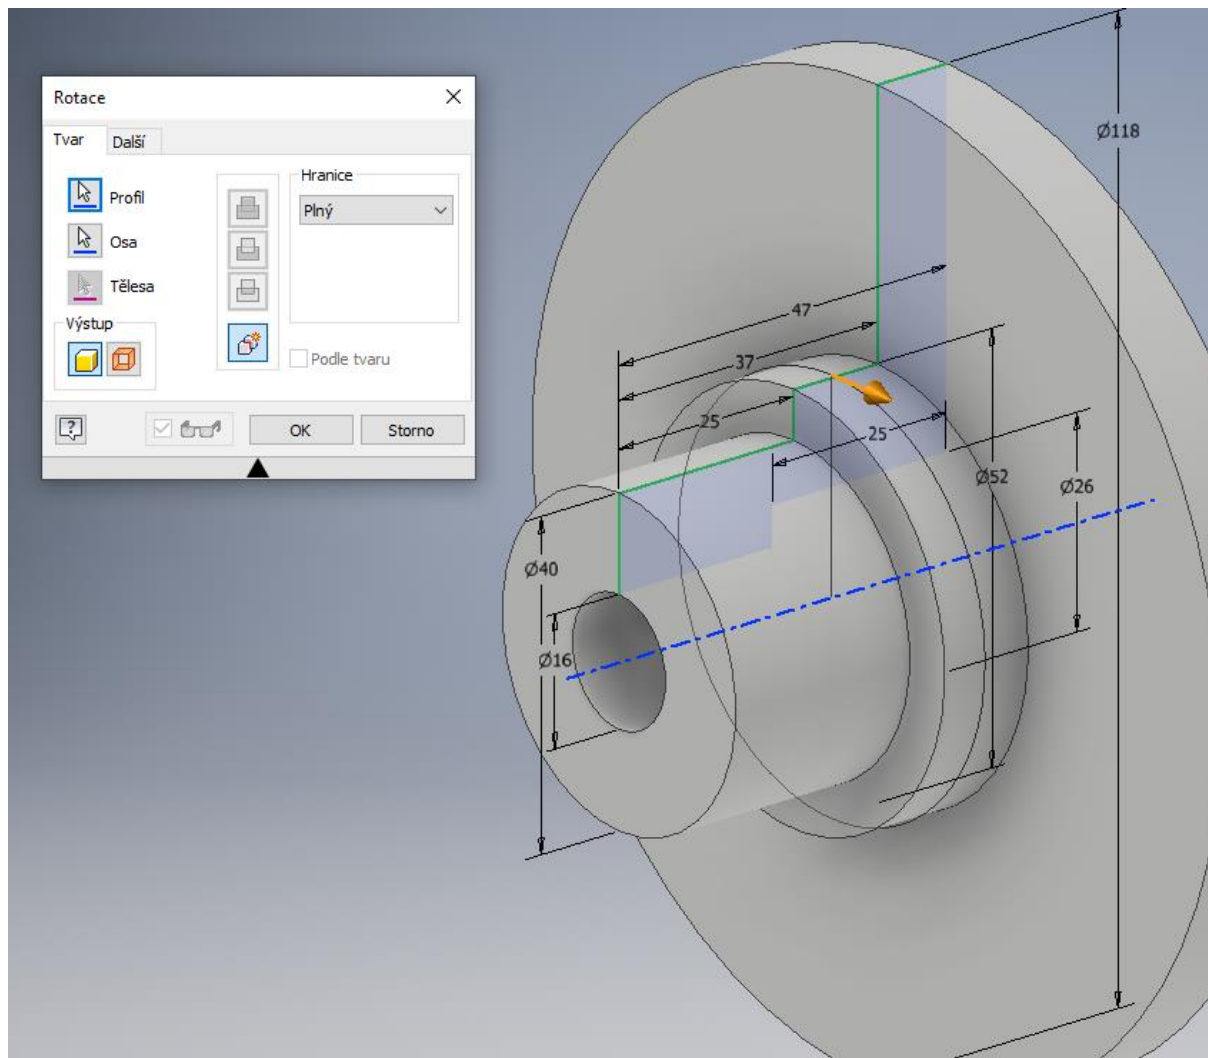 Rotace
Tvar
Další
Profil
Osa
Tělesa
Výstup
Hranice
Plný
Podle tvaru
OK
Storno
Ø118
47
37
25
25
Ø52
Ø26
Ø40
Ø16